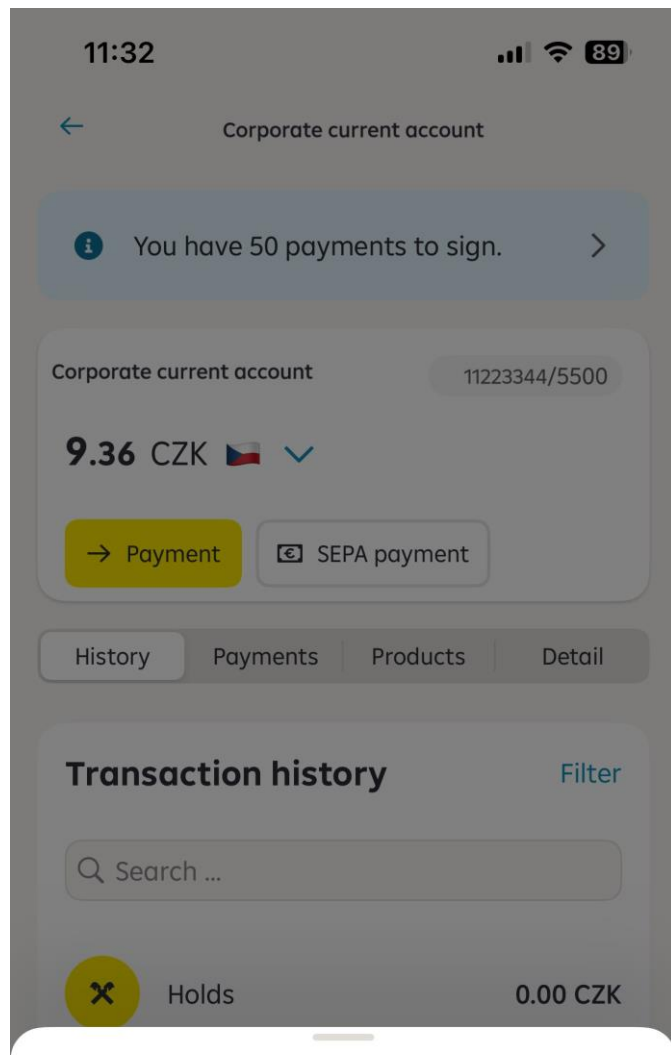 11:32
89
Corporate current account
You have 50 payments to sign.
Corporate current account
11223344/5500
9.36 CZK
Payment
SEPA payment
History
Payments
Products
Detail
Transaction history
Filter
Search ...
Holds
0.00 CZK